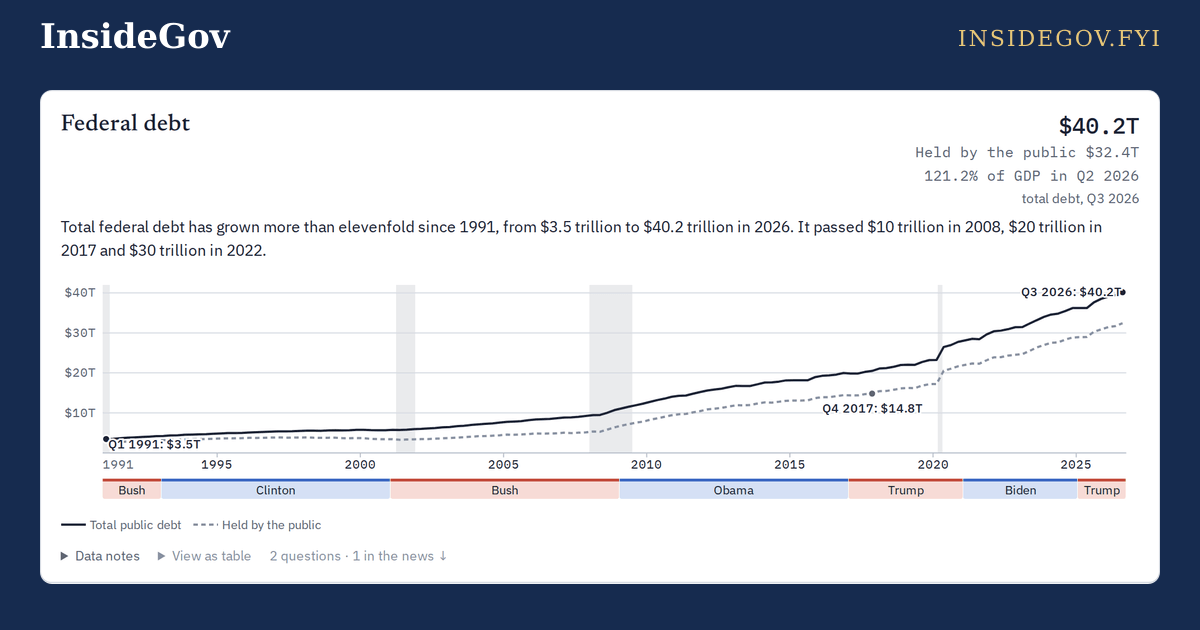 InsideGov
INSIDEGOV.FYI
Federal debt
$40.2T
Held by the public $32.4T
121.2% of GDP in Q2 2026
total debt, Q3 2026
Total federal debt has grown more than elevenfold since 1991, from $3.5 trillion to $40.2 trillion in 2026. It passed $10 trillion in 2008, $20 trillion in
2017 and $30 trillion in 2022.
$40T
Q3 2026: $40.2T
$30T
$20T
$10T
Q4 2017: $14.8T
Q1 1991: $3.5T
1991 1995 2000 2005 2010 2015 2020 2025
Bush Clinton Bush Obama Trump Biden Trump
Total public debt Held by the public
▶ Data notes ▶ View as table 2 questions · 1 in the news ↓